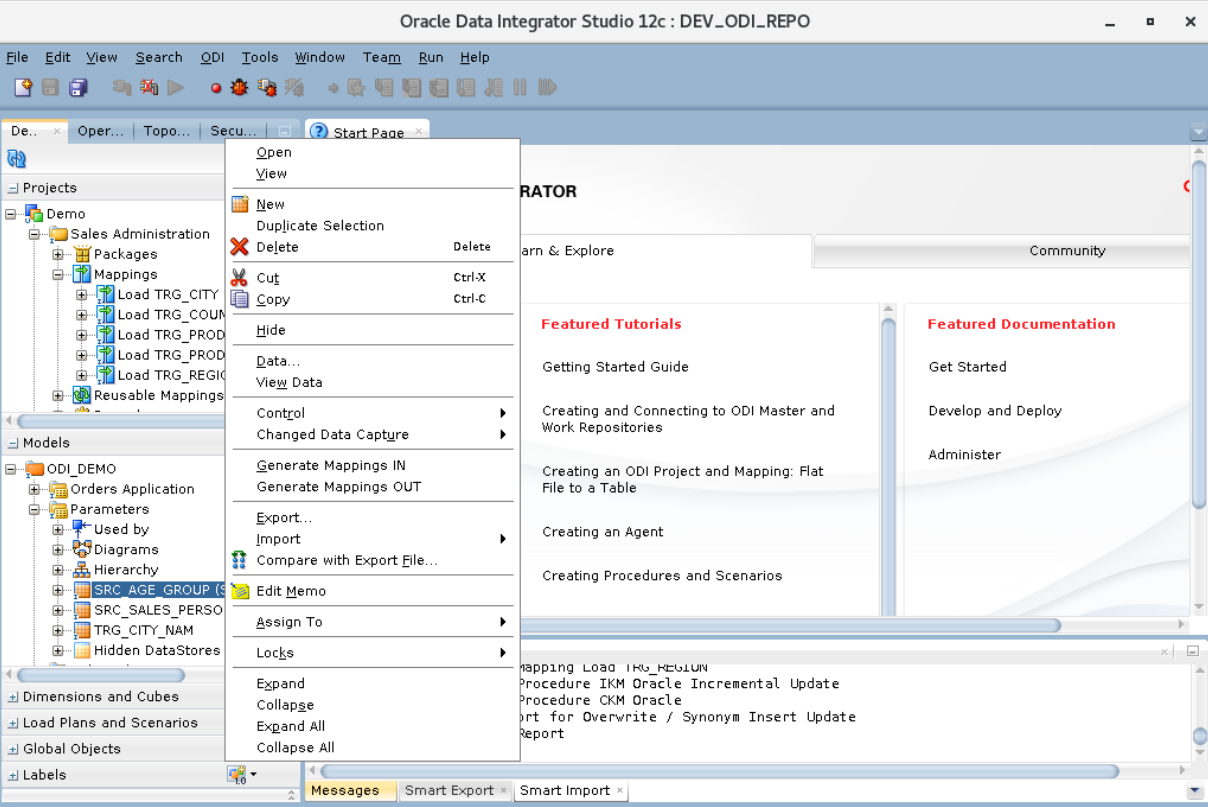 Oracle Data Integrator Studio 12c : DEV_ODI_REPO
File Edit View Search ODI Tools Window Team Run Help
De.. Oper... Topo... Secu... Start Page
Projects
Demo
Sales Administration
Packages
Mappings
Load TRG_CITY
Load TRG_COUN
Load TRG_PROD
Load TRG_PROD
Load TRG_REGIO
Reusable Mappings
Models
ODI_DEMO
Orders Application
Parameters
Used by
Diagrams
Hierarchy
SRC_AGE_GROUP (S
SRC_SALES_PERSO
TRG_CITY_NAM
Hidden DataStores
Dimensions and Cubes
Load Plans and Scenarios
Global Objects
Labels
Open
View
New
Duplicate Selection
Delete Delete
Cut Ctrl-X
Copy Ctrl-C
Hide
Data...
View Data
Control
Changed Data Capture
Generate Mappings IN
Generate Mappings OUT
Export...
Import
Compare with Export File...
Edit Memo
Assign To
Locks
Expand
Collapse
Expand All
Collapse All
RATOR
arn & Explore
Community
Featured Tutorials
Getting Started Guide
Creating and Connecting to ODI Master and
Work Repositories
Creating an ODI Project and Mapping: Flat
File to a Table
Creating an Agent
Creating Procedures and Scenarios
Featured Documentation
Get Started
Develop and Deploy
Administer
Mapping Load TRG_REGION
Procedure IKM Oracle Incremental Update
Procedure CKM Oracle
ort for Overwrite / Synonym Insert Update
Report
Messages Smart Export Smart Import